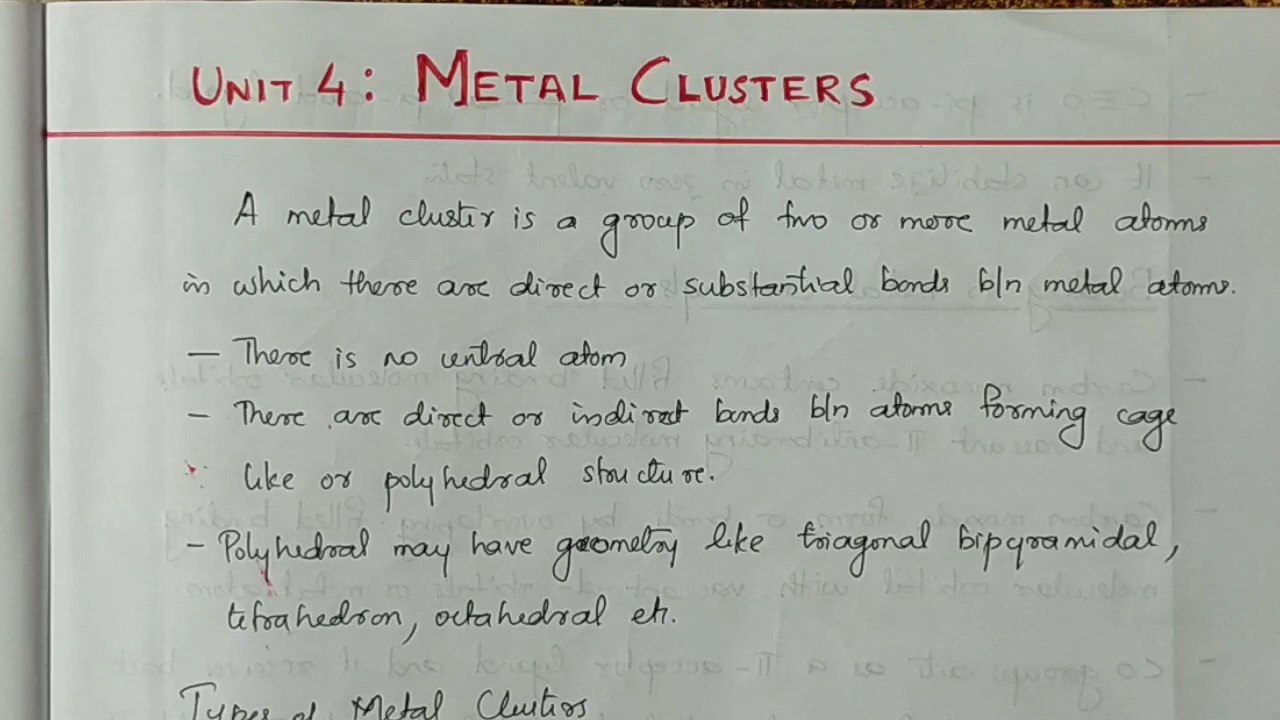 UNIT 4: METAL CLUSTERS
A metal cluster is a group of two or more metal atoms
in which there are direct or substantial bonds b/n metal atoms.
— There is no central atom
— There are direct or indirect bonds b/n atoms forming cage
like or polyhedral structure.
— Polyhedral may have geometry like triagonal bipyramidal,
tetrahedron, octahedral etc.
Types of Metal Clusters